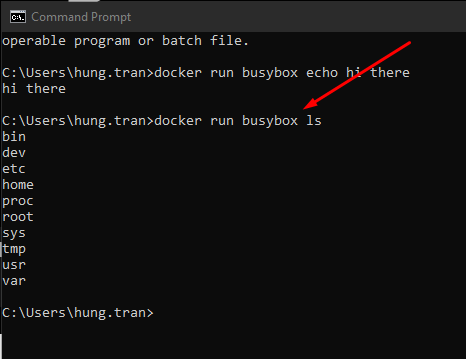 Command Prompt
operable program or batch file.
C:\Users\hung.tran>docker run busybox echo hi there
hi there
C:\Users\hung.tran>docker run busybox ls
bin
dev
etc
home
proc
root
sys
tmp
usr
var
C:\Users\hung.tran>